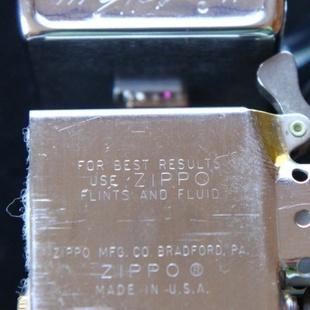 FOR BEST RESULTS
USE ZIPPO
FLINTS AND FLUID
ZIPPO MFG. CO. BRADFORD, PA.
ZIPPO ®
MADE IN U.S.A.